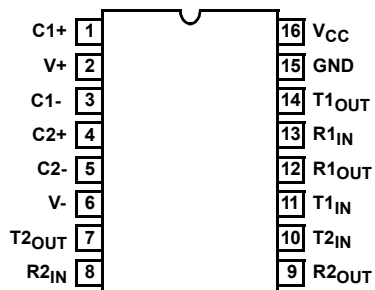 C1+ 1 16 VCC
V+ 2 15 GND
C1- 3 14 T1OUT
C2+ 4 13 R1IN
C2- 5 12 R1OUT
V- 6 11 T1IN
T2OUT 7 10 T2IN
R2IN 8 9 R2OUT